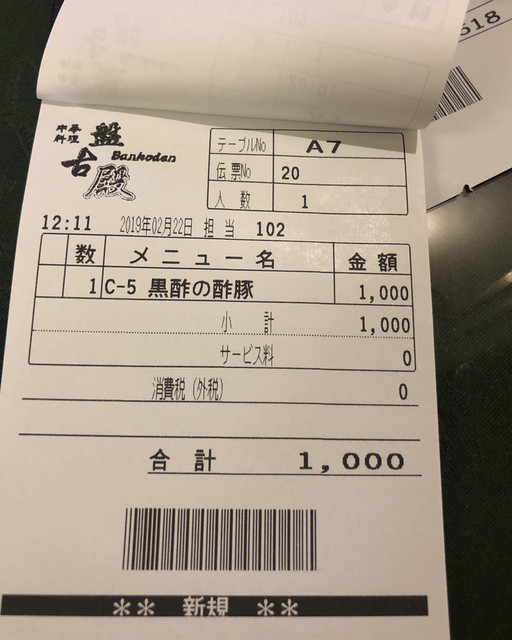 518
中華
料理
盤
古
Bankoden
殿
テーブルNo A7
伝票No 20
人数 1
12:11 2019年02月22日 担当 102
数 メニュー名 金額
1 C-5 黒酢の酢豚 1,000
小計 1,000
サービス料 0
消費税(外税) 0
合計 1,000
** 新規 **